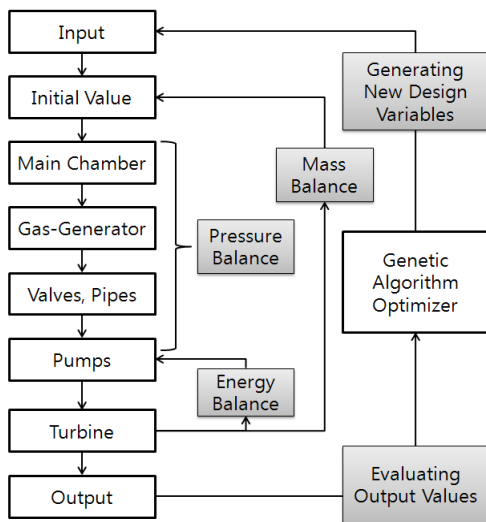 Input
Initial Value
Main Chamber
Gas-Generator
Valves, Pipes
Pumps
Turbine
Output
Pressure
Balance
Energy
Balance
Mass
Balance
Generating
New Design
Variables
Genetic
Algorithm
Optimizer
Evaluating
Output Values